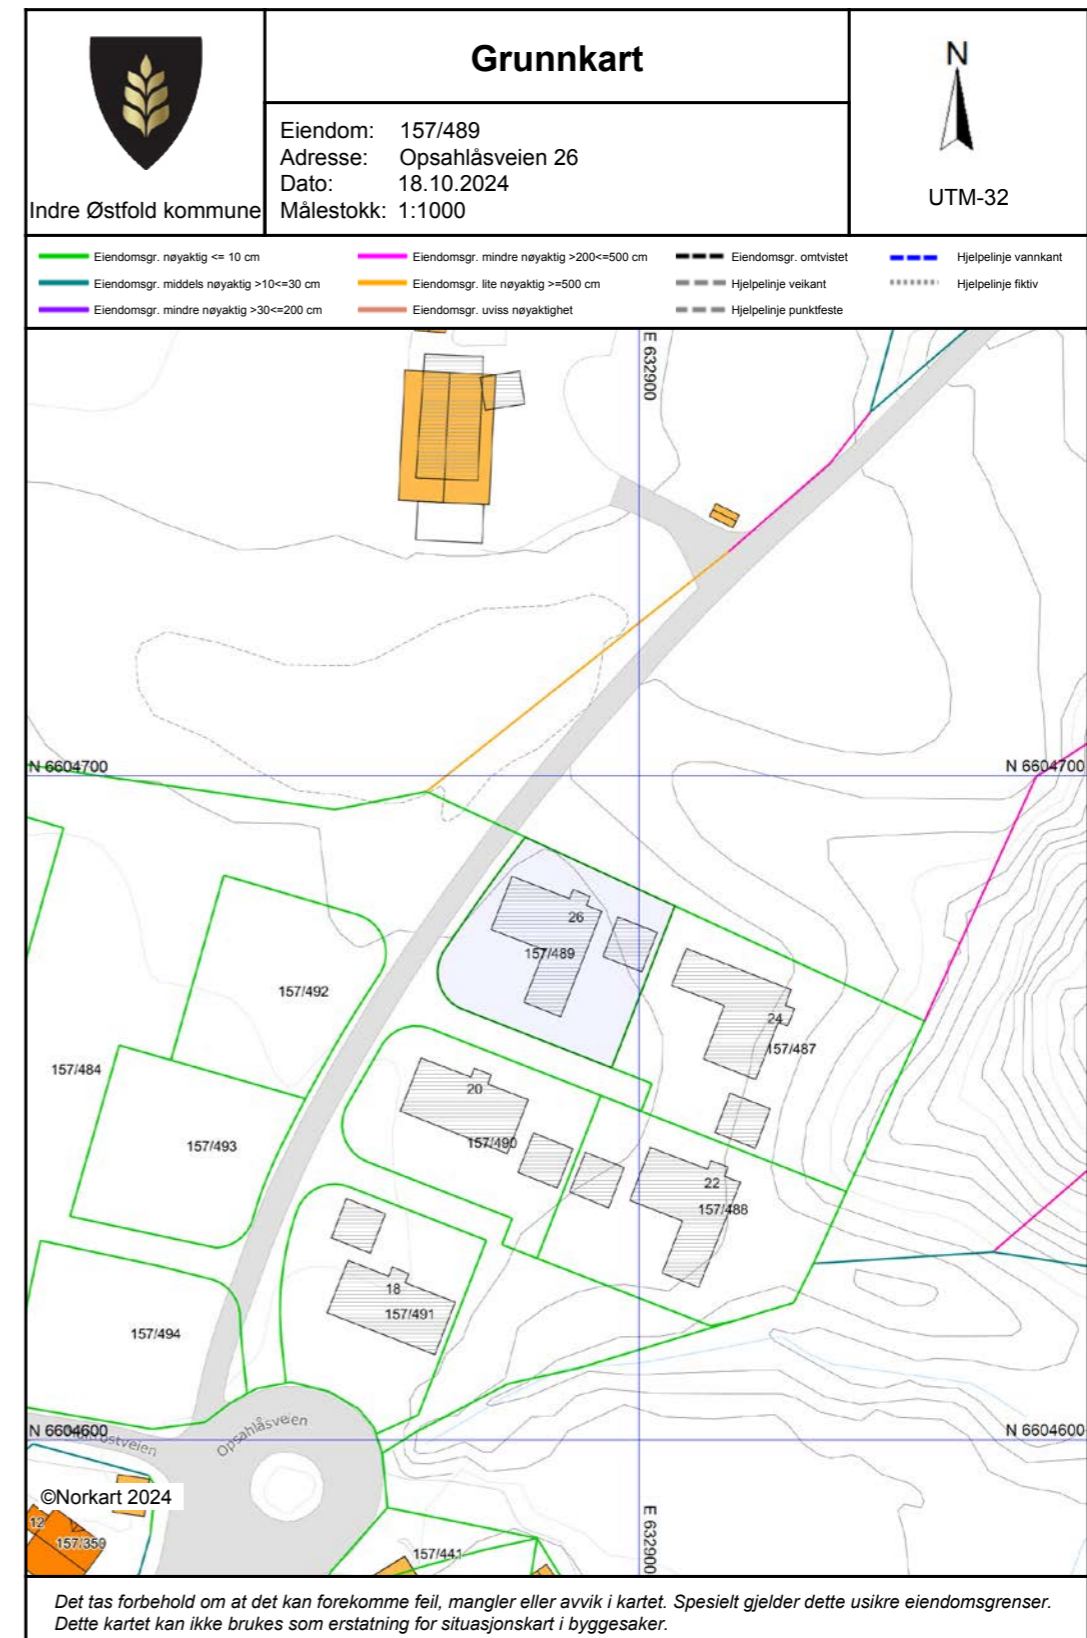 Grunnkart
N
Eiendom: 157/489
Adresse: Opsahlåsveien 26
Dato: 18.10.2024
Målestokk: 1:1000
Indre Østfold kommune
UTM-32
Eiendomsgr. nøyaktig <= 10 cm
Eiendomsgr. middels nøyaktig >10<=30 cm
Eiendomsgr. mindre nøyaktig >30<=200 cm
Eiendomsgr. mindre nøyaktig >200<=500 cm
Eiendomsgr. lite nøyaktig >=500 cm
Eiendomsgr. uviss nøyaktighet
Eiendomsgr. omtvistet
Hjelpelinje veikant
Hjelpelinje punktfeste
Hjelpelinje vannkant
Hjelpelinje fiktiv
E 632900
N 6604700
N 6604700
26
157/489
157/492
24
157/487
157/484
20
157/490
157/493
22
157/488
18
157/491
157/494
Opsahlåsveien
N 6604600
N 6604600
©Norkart 2024
E 632900
12
157/359
157/441
Det tas forbehold om at det kan forekomme feil, mangler eller avvik i kartet. Spesielt gjelder dette usikre eiendomsgrenser.
Dette kartet kan ikke brukes som erstatning for situasjonskart i byggesaker.